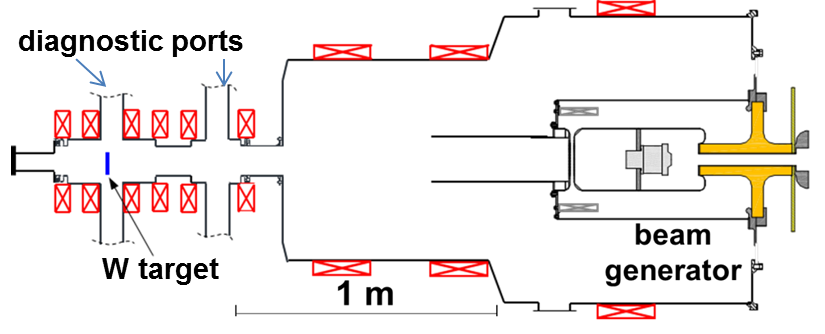 diagnostic ports
W target
1 m
beam
generator